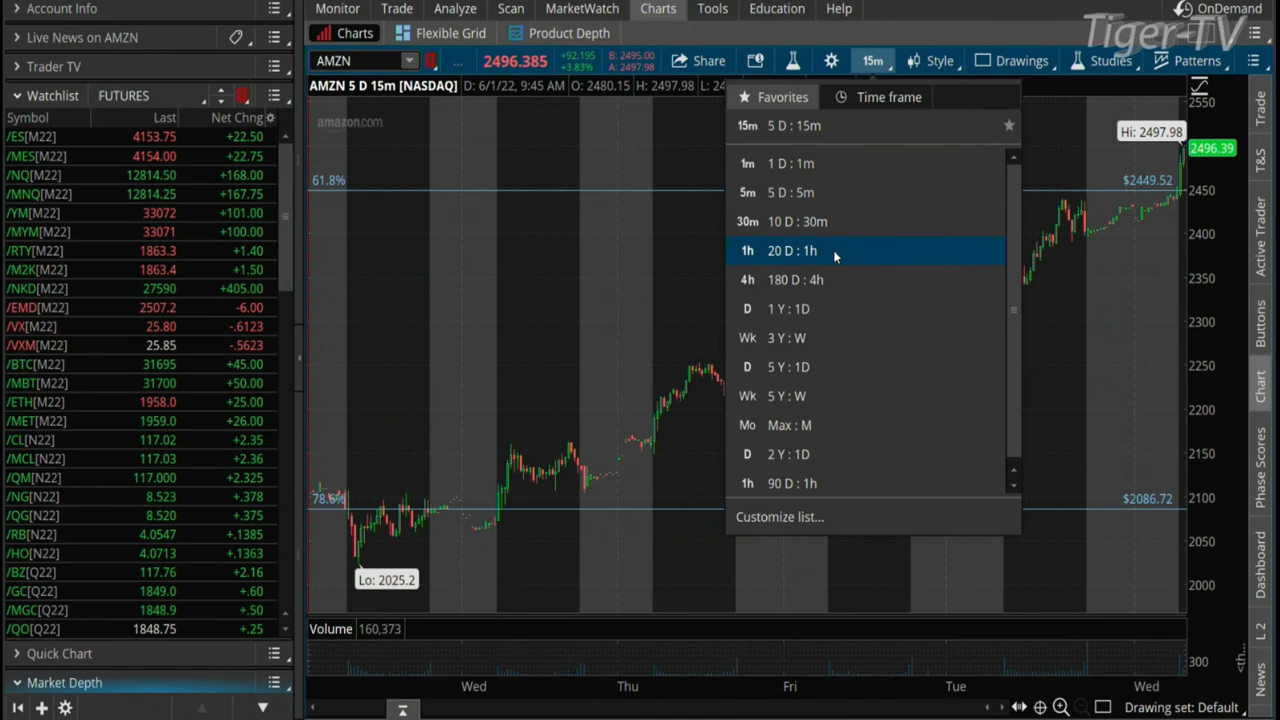 Account Info
Monitor Trade Analyze Scan MarketWatch Charts Tools Education Help OnDemand
Tiger-TV
Live News on AMZN
Charts Flexible Grid Product Depth
Trader TV
AMZN ... 2496.385 +92.195 +3.83% B: 2495.00 A: 2497.98 Share 15m Style Drawings Studies Patterns
Watchlist FUTURES
AMZN 5 D 15m [NASDAQ] D: 6/1/22, 9:45 AM O: 2480.15 H: 2497.98 L: 24
Symbol Last Net Chng
/ES[M22] 4153.75 +22.50
/MES[M22] 4154.00 +22.75
/NQ[M22] 12814.50 +168.00
/MNQ[M22] 12814.25 +167.75
/YM[M22] 33072 +101.00
/MYM[M22] 33071 +100.00
/RTY[M22] 1863.3 +1.40
/M2K[M22] 1863.4 +1.50
/NKD[M22] 27590 +405.00
/EMD[M22] 2507.2 -6.00
/VX[M22] 25.80 -.6123
/VXM[M22] 25.85 -.5623
/BTC[M22] 31695 +45.00
/MBT[M22] 31700 +50.00
/ETH[M22] 1958.0 +25.00
/MET[M22] 1959.0 +26.00
/CL[N22] 117.02 +2.35
/MCL[N22] 117.03 +2.36
/QM[N22] 117.000 +2.325
/NG[N22] 8.523 +.378
/QG[N22] 8.520 +.375
/RB[N22] 4.0547 +.1385
/HO[N22] 4.0713 +.1363
/BZ[Q22] 117.76 +2.16
/GC[Q22] 1849.0 +.60
/MGC[Q22] 1848.9 +.50
/QO[Q22] 1848.75 +.25
Quick Chart
Market Depth
amazon.com
61.8%
$2449.52
78.6%
$2086.72
Hi: 2497.98
Lo: 2025.2
Favorites Time frame
15m 5 D : 15m
1m 1 D : 1m
5m 5 D : 5m
30m 10 D : 30m
1h 20 D : 1h
4h 180 D : 4h
D 1 Y : 1D
Wk 3 Y : W
D 5 Y : 1D
Wk 5 Y : W
Mo Max : M
D 2 Y : 1D
1h 90 D : 1h
Customize list...
2550
2496.39
2450
2400
2350
2300
2250
2200
2150
2100
2050
2000
Volume 160,373
300
<th...
Wed Thu Fri Tue Wed
Drawing set: Default
Trade
T&S
Active Trader
Buttons
Chart
Phase Scores
Dashboard
L 2
News